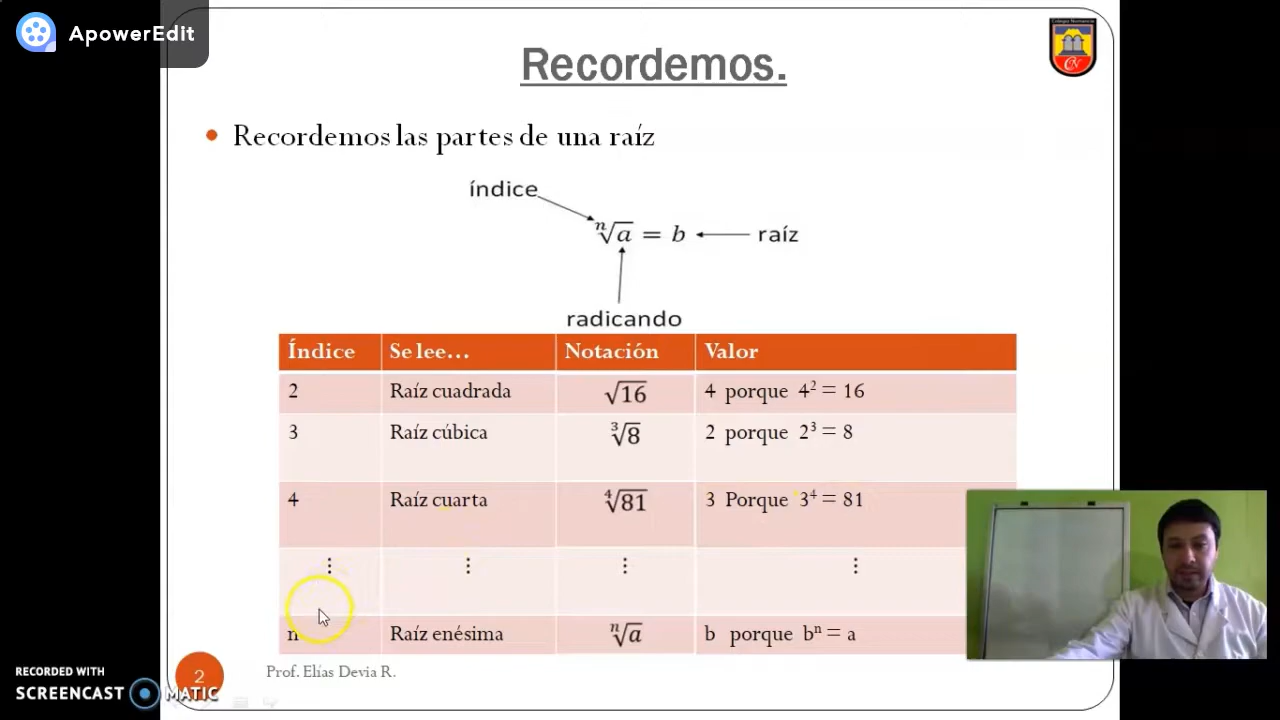 ApowerEdit
Recordemos.
Recordemos las partes de una raíz
índice
ⁿ√a = b
raíz
radicando
Índice Se lee... Notación Valor
2 Raíz cuadrada √16 4 porque 4² = 16
3 Raíz cúbica ³√8 2 porque 2³ = 8
4 Raíz cuarta ⁴√81 3 Porque 3⁴ = 81
⋮ ⋮ ⋮ ⋮
n Raíz enésima ⁿ√a b porque bⁿ = a
2
Prof. Elías Devia R.
RECORDED WITH
SCREENCAST MATIC